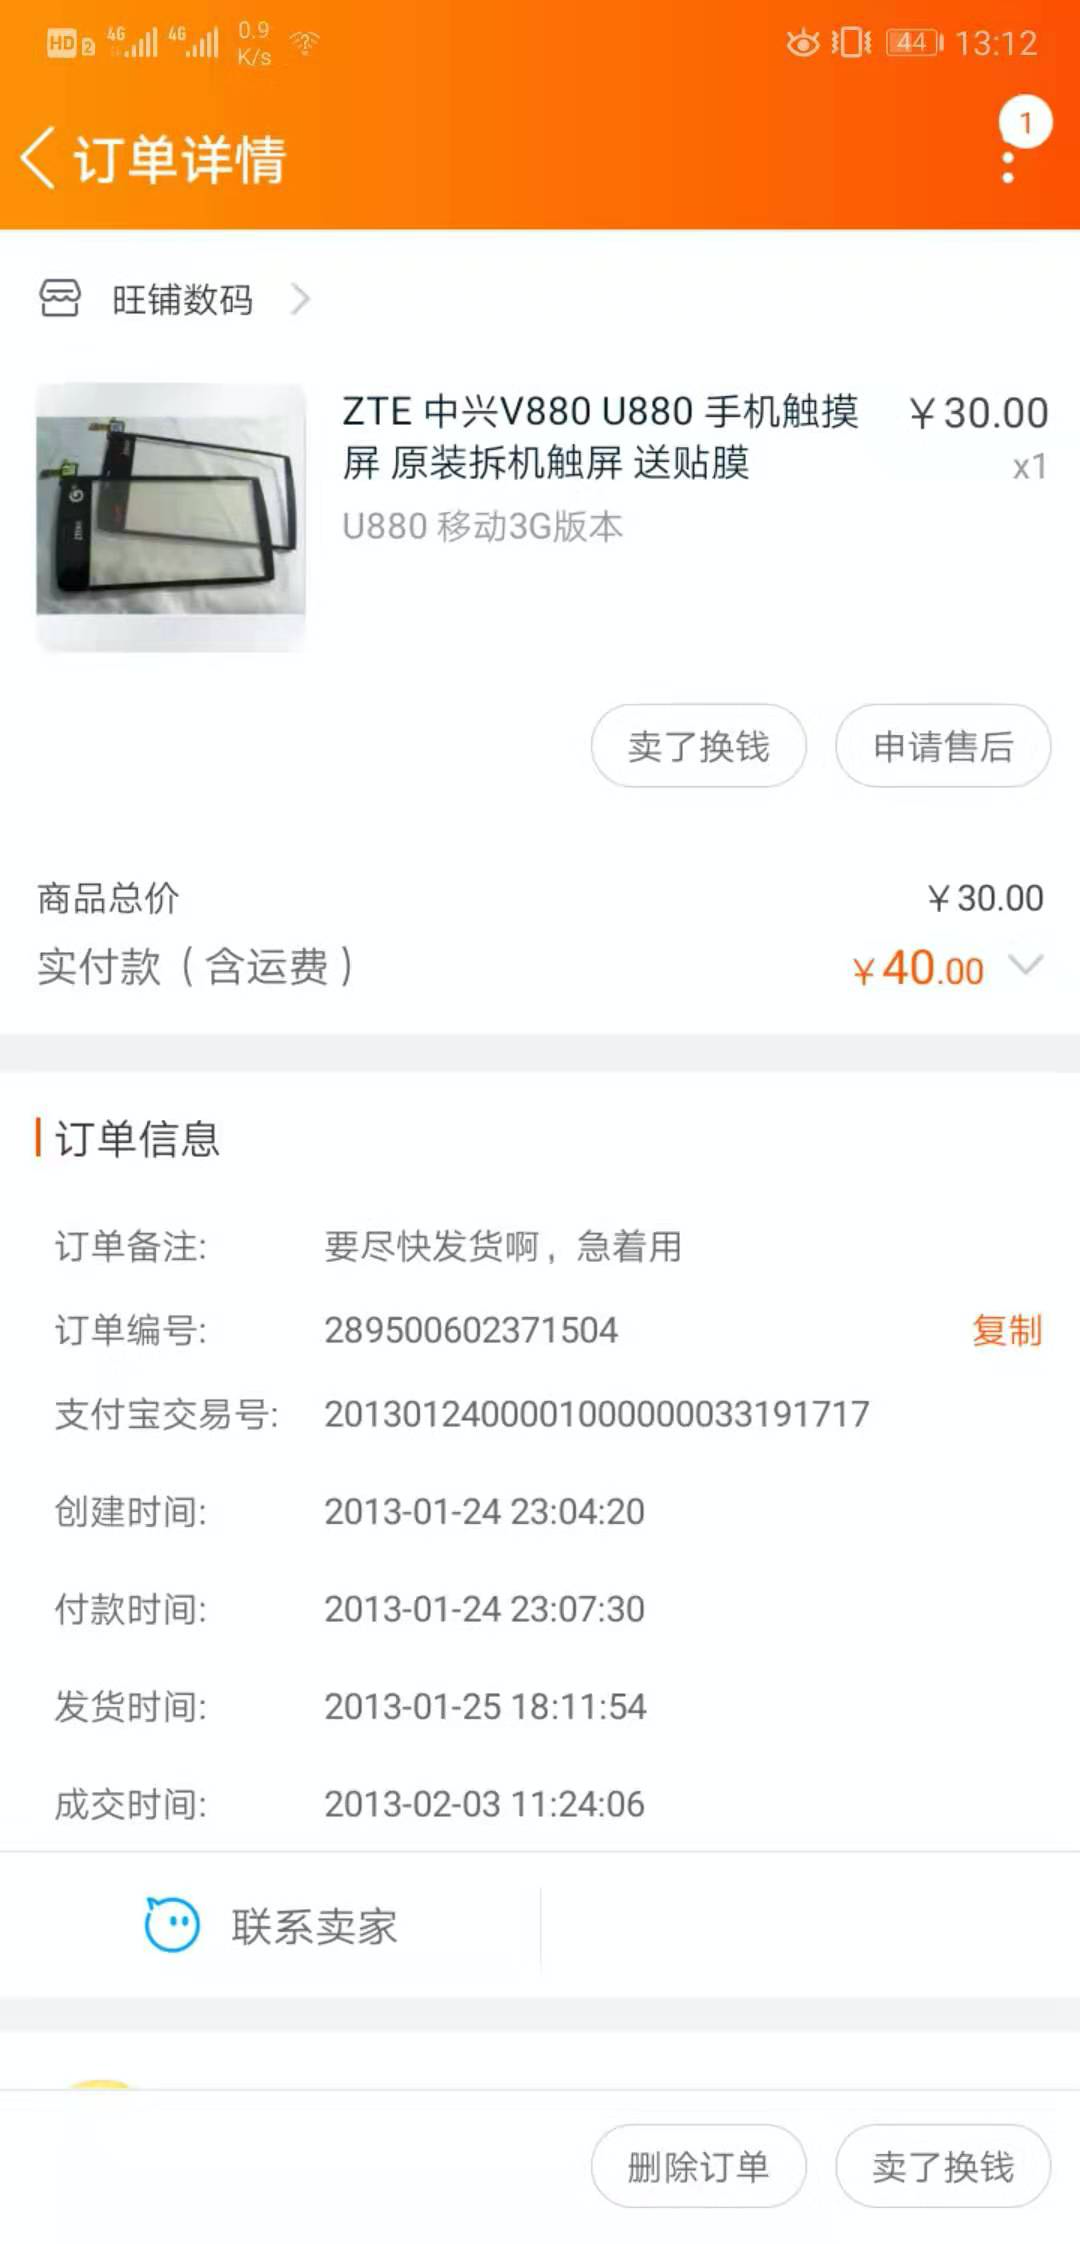 HD 2 4G 4G 0.9 K/s 44 13:12
订单详情
1
旺铺数码
ZTE 中兴V880 U880 手机触摸 ￥30.00
屏 原装拆机触屏 送贴膜 x1
U880 移动3G版本
卖了换钱 申请售后
商品总价 ￥30.00
实付款（含运费） ￥40.00
订单信息
订单备注: 要尽快发货啊，急着用
订单编号: 289500602371504 复制
支付宝交易号: 2013012400001000000033191717
创建时间: 2013-01-24 23:04:20
付款时间: 2013-01-24 23:07:30
发货时间: 2013-01-25 18:11:54
成交时间: 2013-02-03 11:24:06
联系卖家
删除订单 卖了换钱